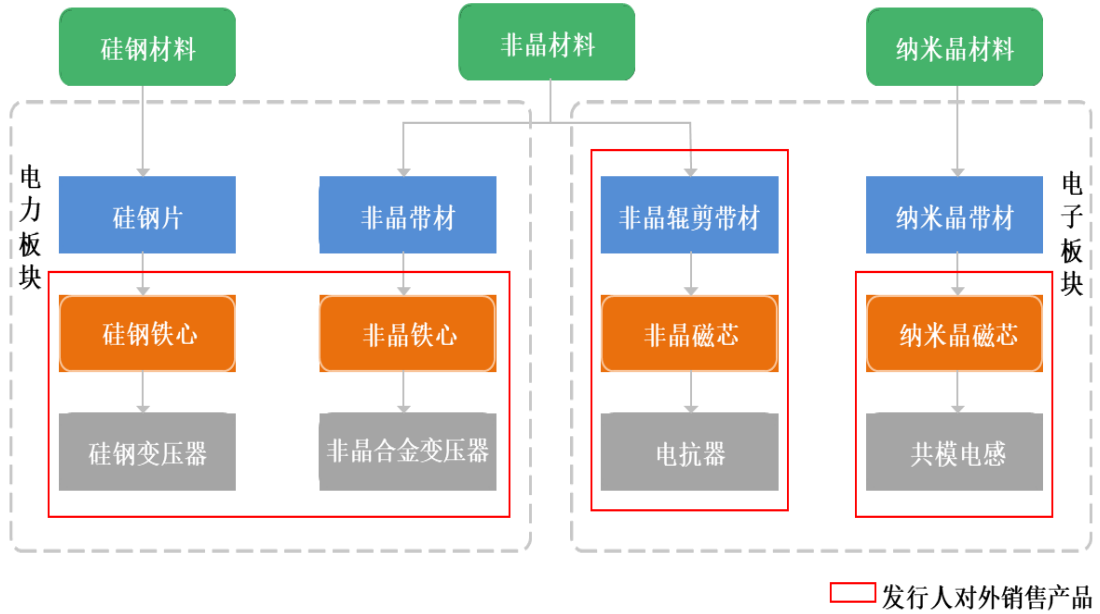 硅钢材料
非晶材料
纳米晶材料
电力板块
电子板块
硅钢片
非晶带材
非晶辊剪带材
纳米晶带材
硅钢铁心
非晶铁心
非晶磁芯
纳米晶磁芯
硅钢变压器
非晶合金变压器
电抗器
共模电感
发行人对外销售产品